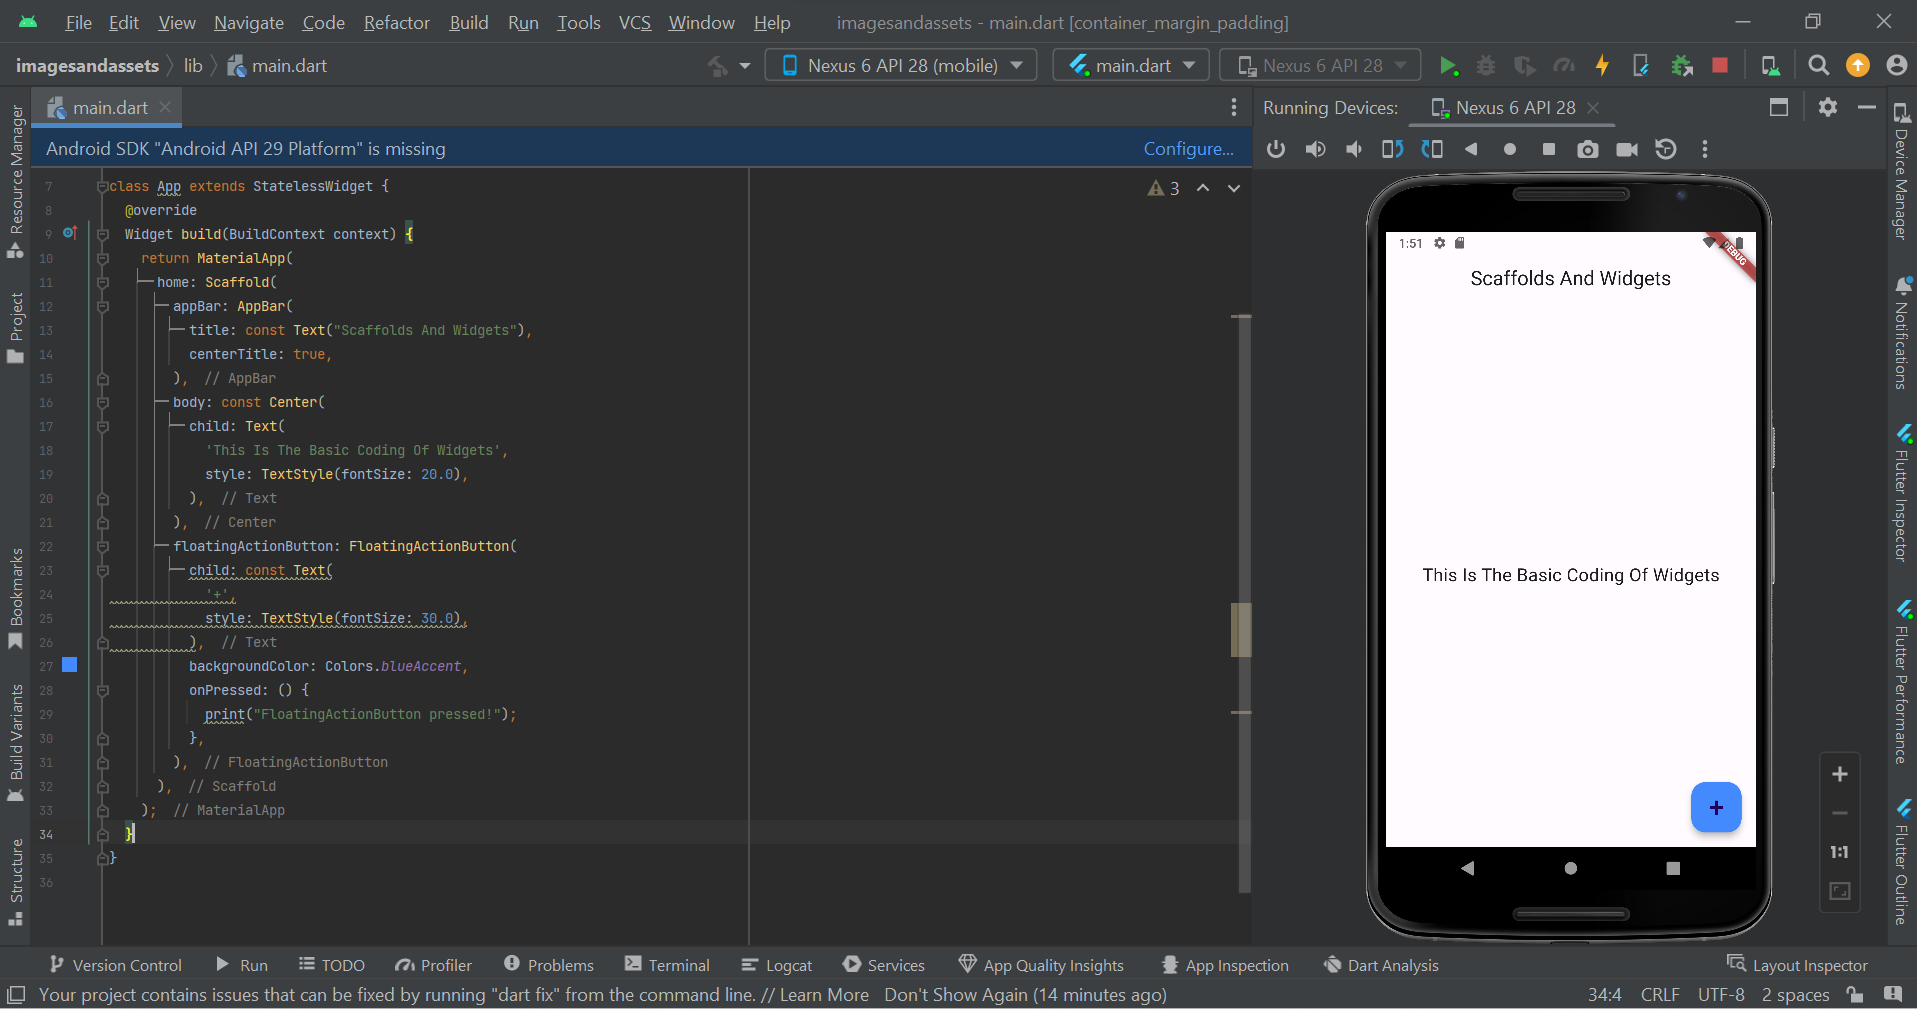 File Edit View Navigate Code Refactor Build Run Tools VCS Window Help imagesandassets - main.dart [container_margin_padding]
imagesandassets lib main.dart Nexus 6 API 28 (mobile) main.dart Nexus 6 API 28
main.dart Running Devices: Nexus 6 API 28
Android SDK "Android API 29 Platform" is missing Configure...
Resource Manager
Project
Bookmarks
Build Variants
Structure
3
7 class App extends StatelessWidget {
8 @override
9 Widget build(BuildContext context) {
10 return MaterialApp(
11 home: Scaffold(
12 appBar: AppBar(
13 title: const Text("Scaffolds And Widgets"),
14 centerTitle: true,
15 ), // AppBar
16 body: const Center(
17 child: Text(
18 'This Is The Basic Coding Of Widgets',
19 style: TextStyle(fontSize: 20.0),
20 ), // Text
21 ), // Center
22 floatingActionButton: FloatingActionButton(
23 child: const Text(
24 '+',
25 style: TextStyle(fontSize: 30.0),
26 ), // Text
27 backgroundColor: Colors.blueAccent,
28 onPressed: () {
29 print("FloatingActionButton pressed!");
30 },
31 ), // FloatingActionButton
32 ), // Scaffold
33 ); // MaterialApp
34 }
35 }
36
1:51
DEBUG
Scaffolds And Widgets
This Is The Basic Coding Of Widgets
+
+
−
1:1
Device Manager
Notifications
Flutter Inspector
Flutter Performance
Flutter Outline
Version Control Run TODO Profiler Problems Terminal Logcat Services App Quality Insights App Inspection Dart Analysis Layout Inspector
Your project contains issues that can be fixed by running "dart fix" from the command line. // Learn More Don't Show Again (14 minutes ago) 34:4 CRLF UTF-8 2 spaces